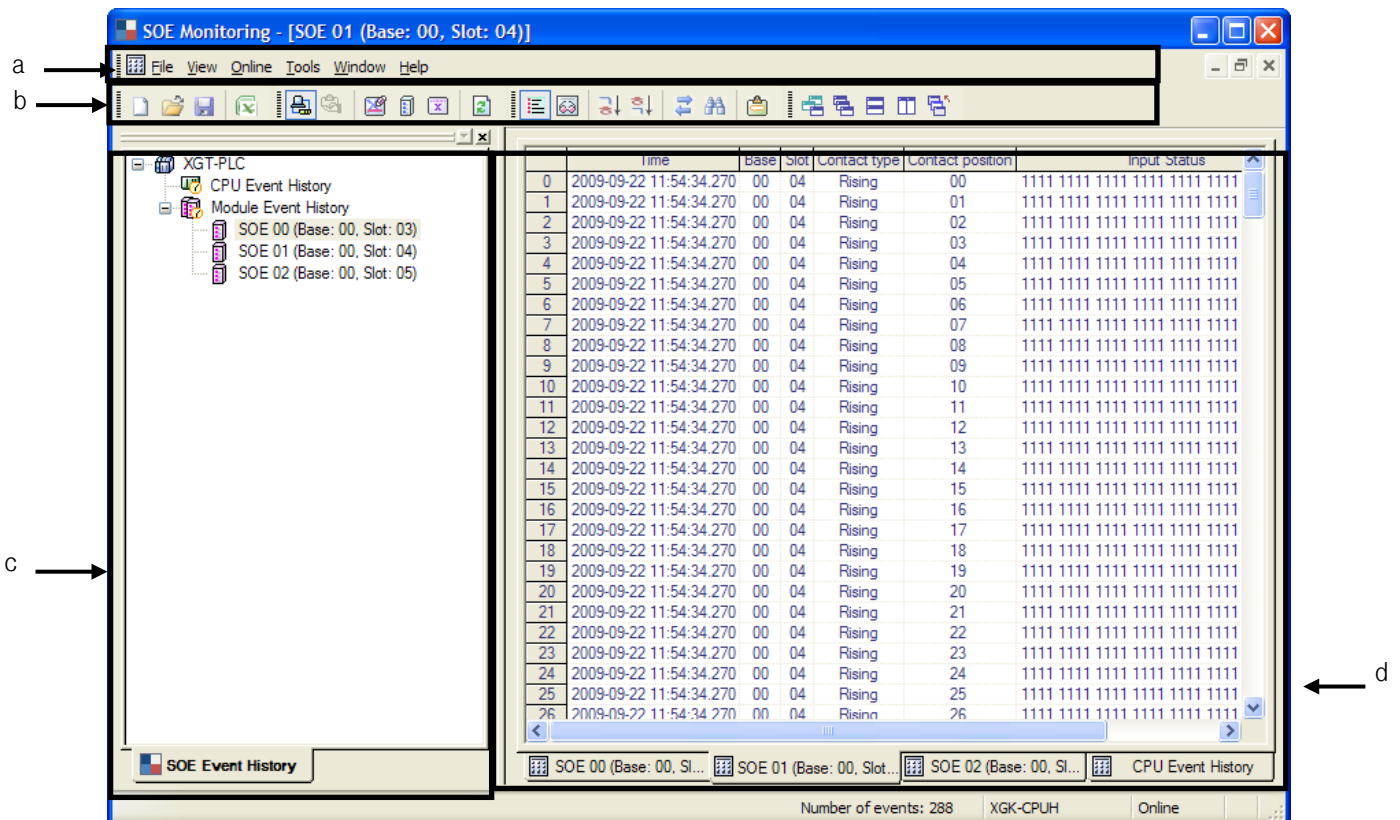 SOE Monitoring - [SOE 01 (Base: 00, Slot: 04)]
a
File View Online Tools Window Help
b
XGT-PLC
CPU Event History
Module Event History
SOE 00 (Base: 00, Slot: 03)
SOE 01 (Base: 00, Slot: 04)
SOE 02 (Base: 00, Slot: 05)
c
SOE Event History
Time Base Slot Contact type Contact position Input Status
0 2009-09-22 11:54:34.270 00 04 Rising 00 1111 1111 1111 1111 1111 1111
1 2009-09-22 11:54:34.270 00 04 Rising 01 1111 1111 1111 1111 1111 1111
2 2009-09-22 11:54:34.270 00 04 Rising 02 1111 1111 1111 1111 1111 1111
3 2009-09-22 11:54:34.270 00 04 Rising 03 1111 1111 1111 1111 1111 1111
4 2009-09-22 11:54:34.270 00 04 Rising 04 1111 1111 1111 1111 1111 1111
5 2009-09-22 11:54:34.270 00 04 Rising 05 1111 1111 1111 1111 1111 1111
6 2009-09-22 11:54:34.270 00 04 Rising 06 1111 1111 1111 1111 1111 1111
7 2009-09-22 11:54:34.270 00 04 Rising 07 1111 1111 1111 1111 1111 1111
8 2009-09-22 11:54:34.270 00 04 Rising 08 1111 1111 1111 1111 1111 1111
9 2009-09-22 11:54:34.270 00 04 Rising 09 1111 1111 1111 1111 1111 1111
10 2009-09-22 11:54:34.270 00 04 Rising 10 1111 1111 1111 1111 1111 1111
11 2009-09-22 11:54:34.270 00 04 Rising 11 1111 1111 1111 1111 1111 1111
12 2009-09-22 11:54:34.270 00 04 Rising 12 1111 1111 1111 1111 1111 1111
13 2009-09-22 11:54:34.270 00 04 Rising 13 1111 1111 1111 1111 1111 1111
14 2009-09-22 11:54:34.270 00 04 Rising 14 1111 1111 1111 1111 1111 1111
15 2009-09-22 11:54:34.270 00 04 Rising 15 1111 1111 1111 1111 1111 1111
16 2009-09-22 11:54:34.270 00 04 Rising 16 1111 1111 1111 1111 1111 1111
17 2009-09-22 11:54:34.270 00 04 Rising 17 1111 1111 1111 1111 1111 1111
18 2009-09-22 11:54:34.270 00 04 Rising 18 1111 1111 1111 1111 1111 1111
19 2009-09-22 11:54:34.270 00 04 Rising 19 1111 1111 1111 1111 1111 1111
20 2009-09-22 11:54:34.270 00 04 Rising 20 1111 1111 1111 1111 1111 1111
21 2009-09-22 11:54:34.270 00 04 Rising 21 1111 1111 1111 1111 1111 1111
22 2009-09-22 11:54:34.270 00 04 Rising 22 1111 1111 1111 1111 1111 1111
23 2009-09-22 11:54:34.270 00 04 Rising 23 1111 1111 1111 1111 1111 1111
24 2009-09-22 11:54:34.270 00 04 Rising 24 1111 1111 1111 1111 1111 1111
25 2009-09-22 11:54:34.270 00 04 Rising 25 1111 1111 1111 1111 1111 1111
26 2009-09-22 11:54:34.270 00 04 Rising 26 1111 1111 1111 1111 1111 1111
d
SOE 00 (Base: 00, Sl... SOE 01 (Base: 00, Slot... SOE 02 (Base: 00, Sl... CPU Event History
Number of events: 288 XGK-CPUH Online